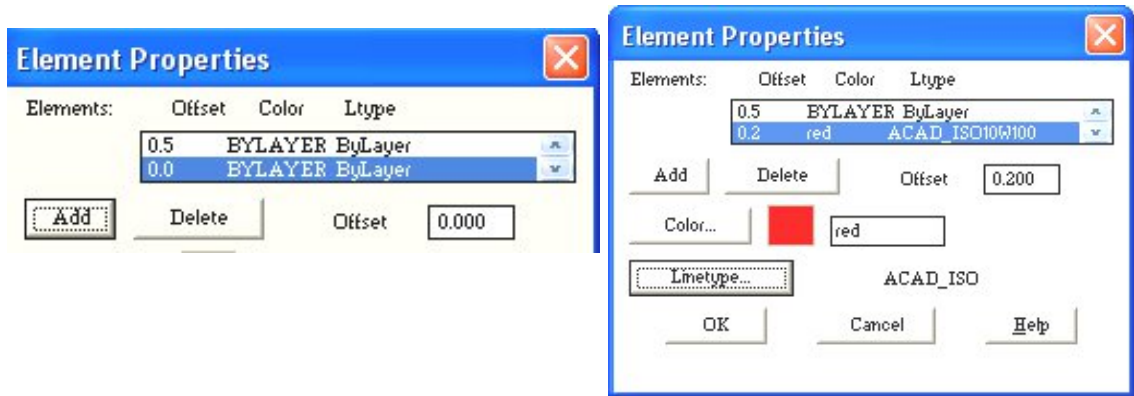 Element Properties
Elements: Offset Color Ltype
0.5 BYLAYER ByLayer
0.0 BYLAYER ByLayer
Add Delete Offset 0.000
Element Properties
Elements: Offset Color Ltype
0.5 BYLAYER ByLayer
0.2 red ACAD_ISO10W100
Add Delete Offset 0.200
Color... red
Linetype... ACAD_ISO
OK Cancel Help